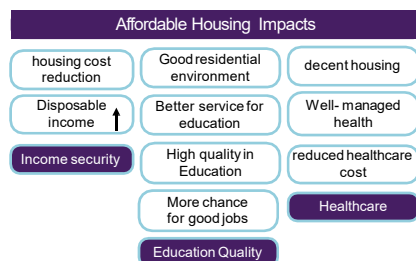 Affordable Housing Impacts
housing cost
reduction
Disposable
income
Income security
Good residential
environment
Better service for
education
High quality in
Education
More chance
for good jobs
Education Quality
decent housing
Well- managed
health
reduced healthcare
cost
Healthcare